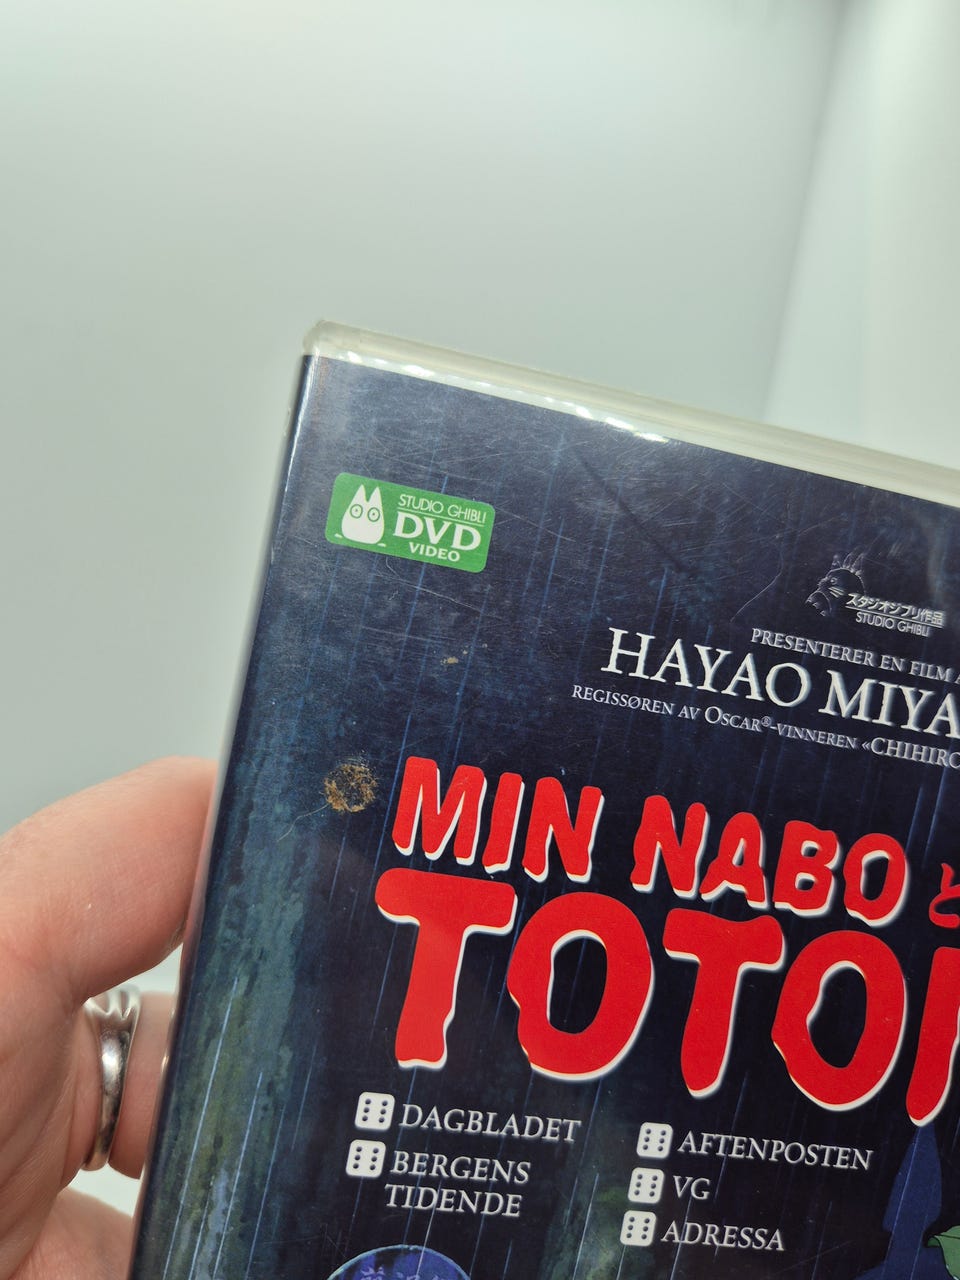 STUDIO GHIBLI
DVD
VIDEO
スタジオジブリ作品
STUDIO GHIBLI
PRESENTERER EN FILM
HAYAO MIYA
REGISSØREN AV OSCAR®-VINNEREN «CHIHIRO
MIN NABO
TOTO
DAGBLADET
BERGENS
TIDENDE
AFTENPOSTEN
VG
ADRESSA